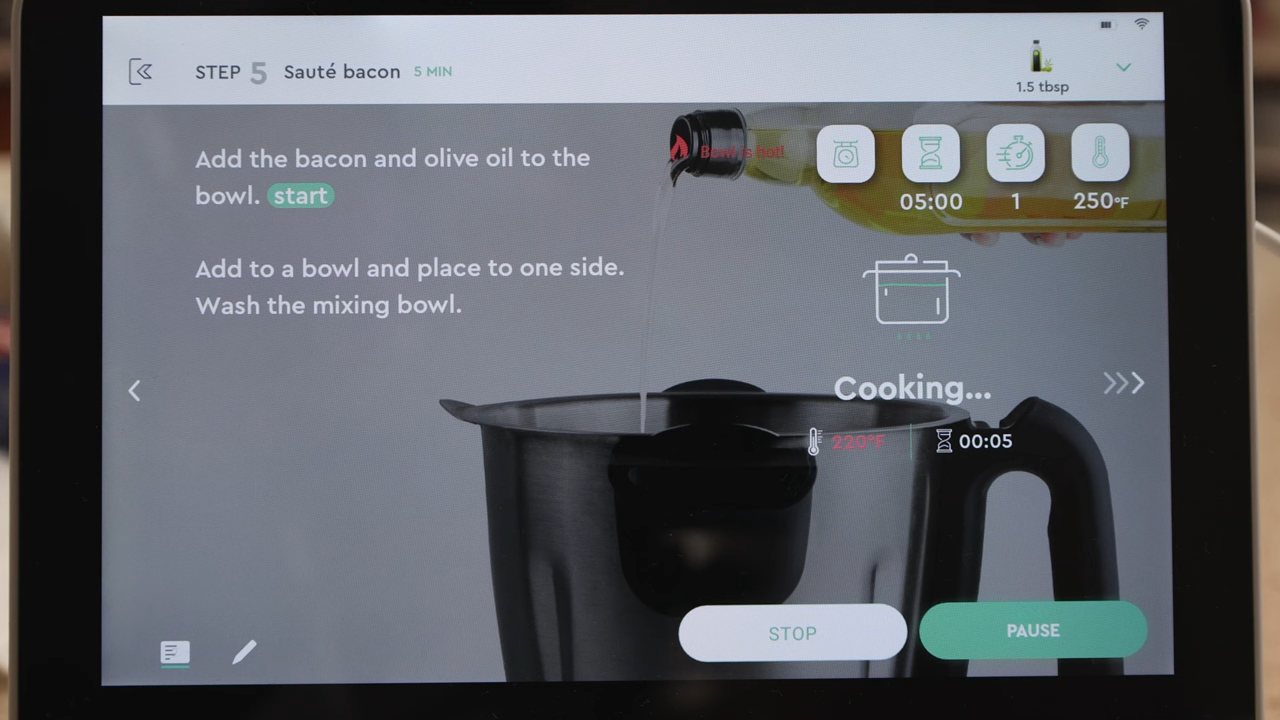 STEP 5 Sauté bacon 5 MIN
1.5 tbsp
Add the bacon and olive oil to the
bowl. start
Add to a bowl and place to one side.
Wash the mixing bowl.
Bowl is hot!
05:00
1
250°F
Cooking...
220°F
00:05
STOP
PAUSE